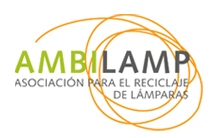 AMBILAMP
ASOCIACIÓN PARA EL RECICLAJE
DE LÁMPARAS